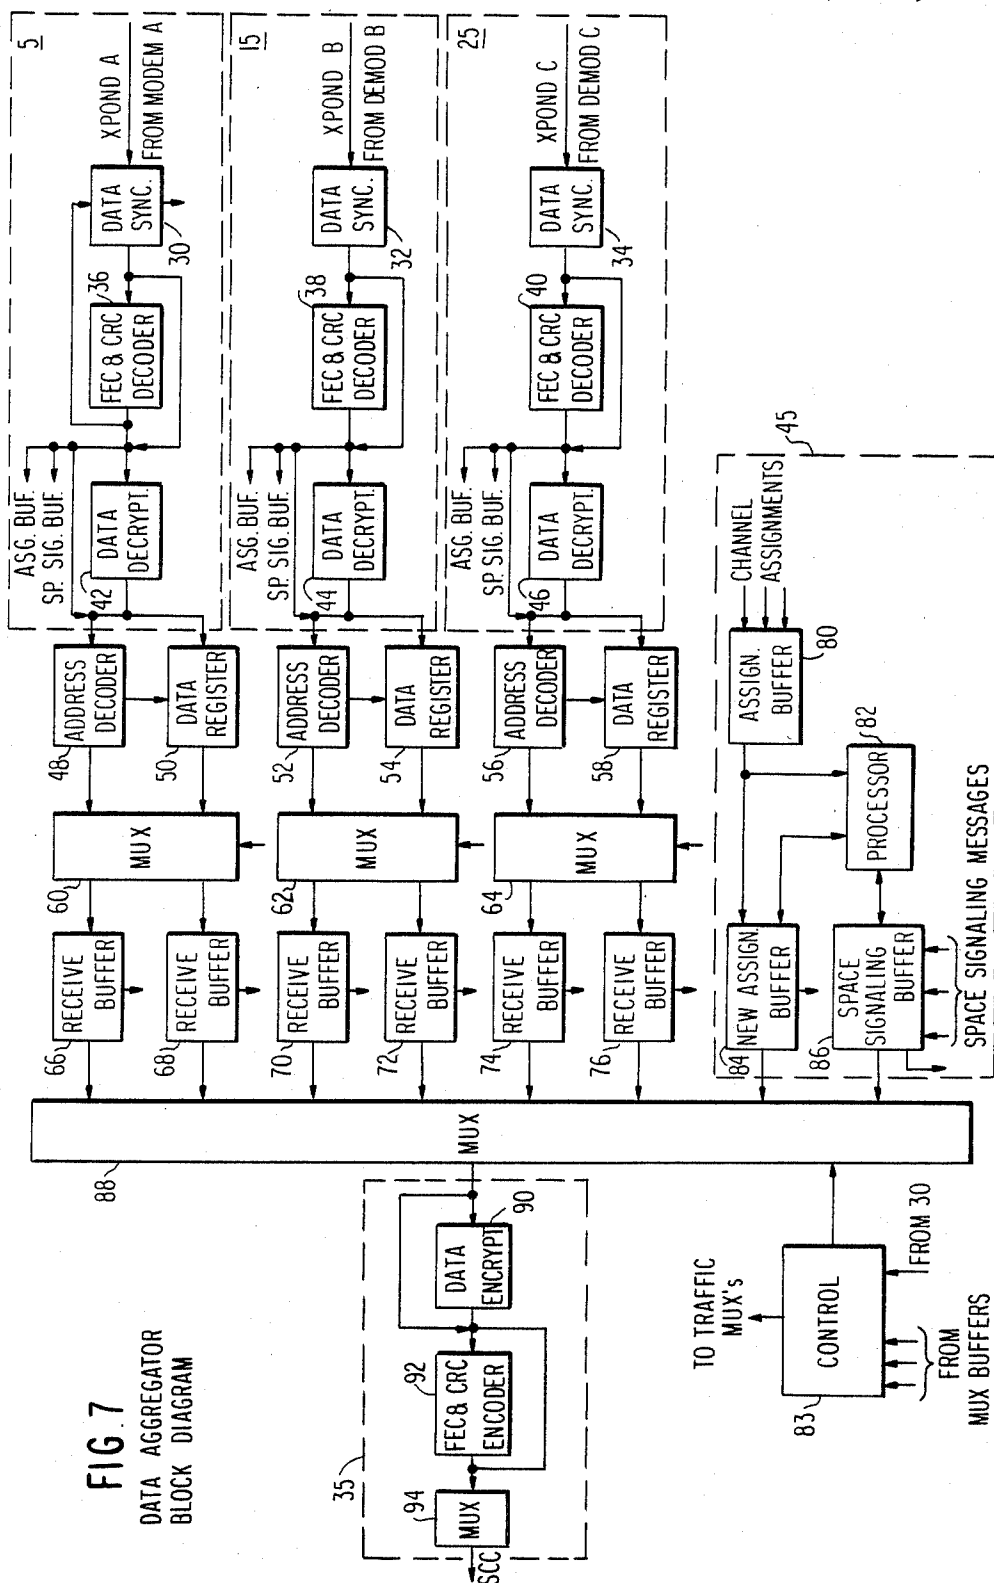 FIG. 7
DATA AGGREGATOR
BLOCK DIAGRAM
5
XPOND A
FROM MODEM A
DATA
SYNC.
30
36
FEC & CRC
DECODER
ASG. BUF.
SP. SIG. BUF.
DATA
DECRYPT.
42
ADDRESS
DECODER
48
DATA
REGISTER
50
MUX
60
RECEIVE
BUFFER
66
RECEIVE
BUFFER
68
15
XPOND B
FROM DEMOD B
DATA
SYNC.
32
38
FEC & CRC
DECODER
ASG. BUF.
SP. SIG. BUF.
DATA
DECRYPT.
44
ADDRESS
DECODER
52
DATA
REGISTER
54
MUX
62
RECEIVE
BUFFER
70
RECEIVE
BUFFER
72
25
XPOND C
FROM DEMOD C
DATA
SYNC.
34
40
FEC & CRC
DECODER
ASG. BUF.
SP. SIG. BUF.
DATA
DECRYPT.
46
ADDRESS
DECODER
56
DATA
REGISTER
58
MUX
64
RECEIVE
BUFFER
74
RECEIVE
BUFFER
76
45
CHANNEL
ASSIGNMENTS
ASSIGN.
BUFFER
80
PROCESSOR
82
NEW ASSIGN.
BUFFER
84
SPACE
SIGNALING
BUFFER
86
SPACE SIGNALING MESSAGES
MUX
88
35
DATA
ENCRYPT.
90
92
FEC & CRC
ENCODER
94
MUX
SCC
TO TRAFFIC
MUX's
CONTROL
83
FROM 30
FROM
MUX BUFFERS